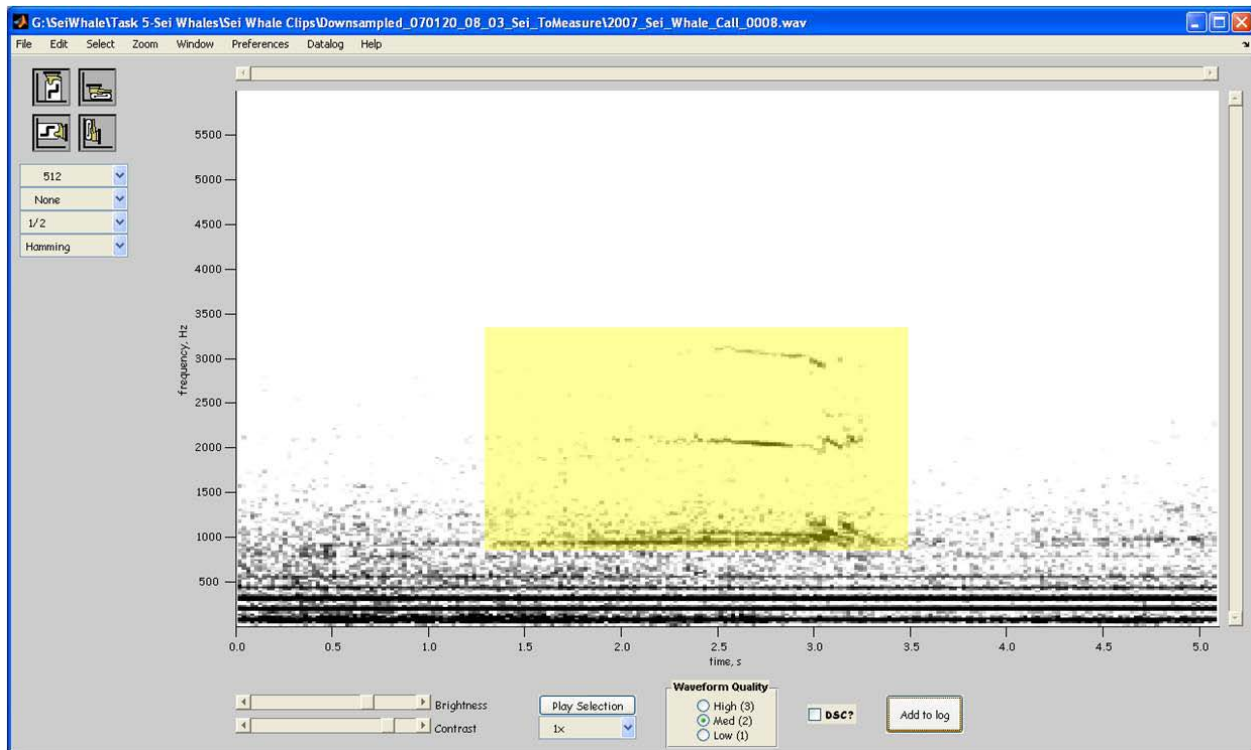 G:\SeiWhale\Task 5-Sei Whales\Sei Whale Clips\Downsampled_070120_08_03_Sei_ToMeasure\2007_Sei_Whale_Call_0008.wav
File Edit Select Zoom Window Preferences Datalog Help
512
None
1/2
Hamming
5500
5000
4500
4000
3500
3000
2500
2000
1500
1000
500
frequency, Hz
0.0 0.5 1.0 1.5 2.0 2.5 3.0 3.5 4.0 4.5 5.0
time, s
Brightness
Contrast
Play Selection
1x
Waveform Quality
High (3)
Med (2)
Low (1)
DSC?
Add to log